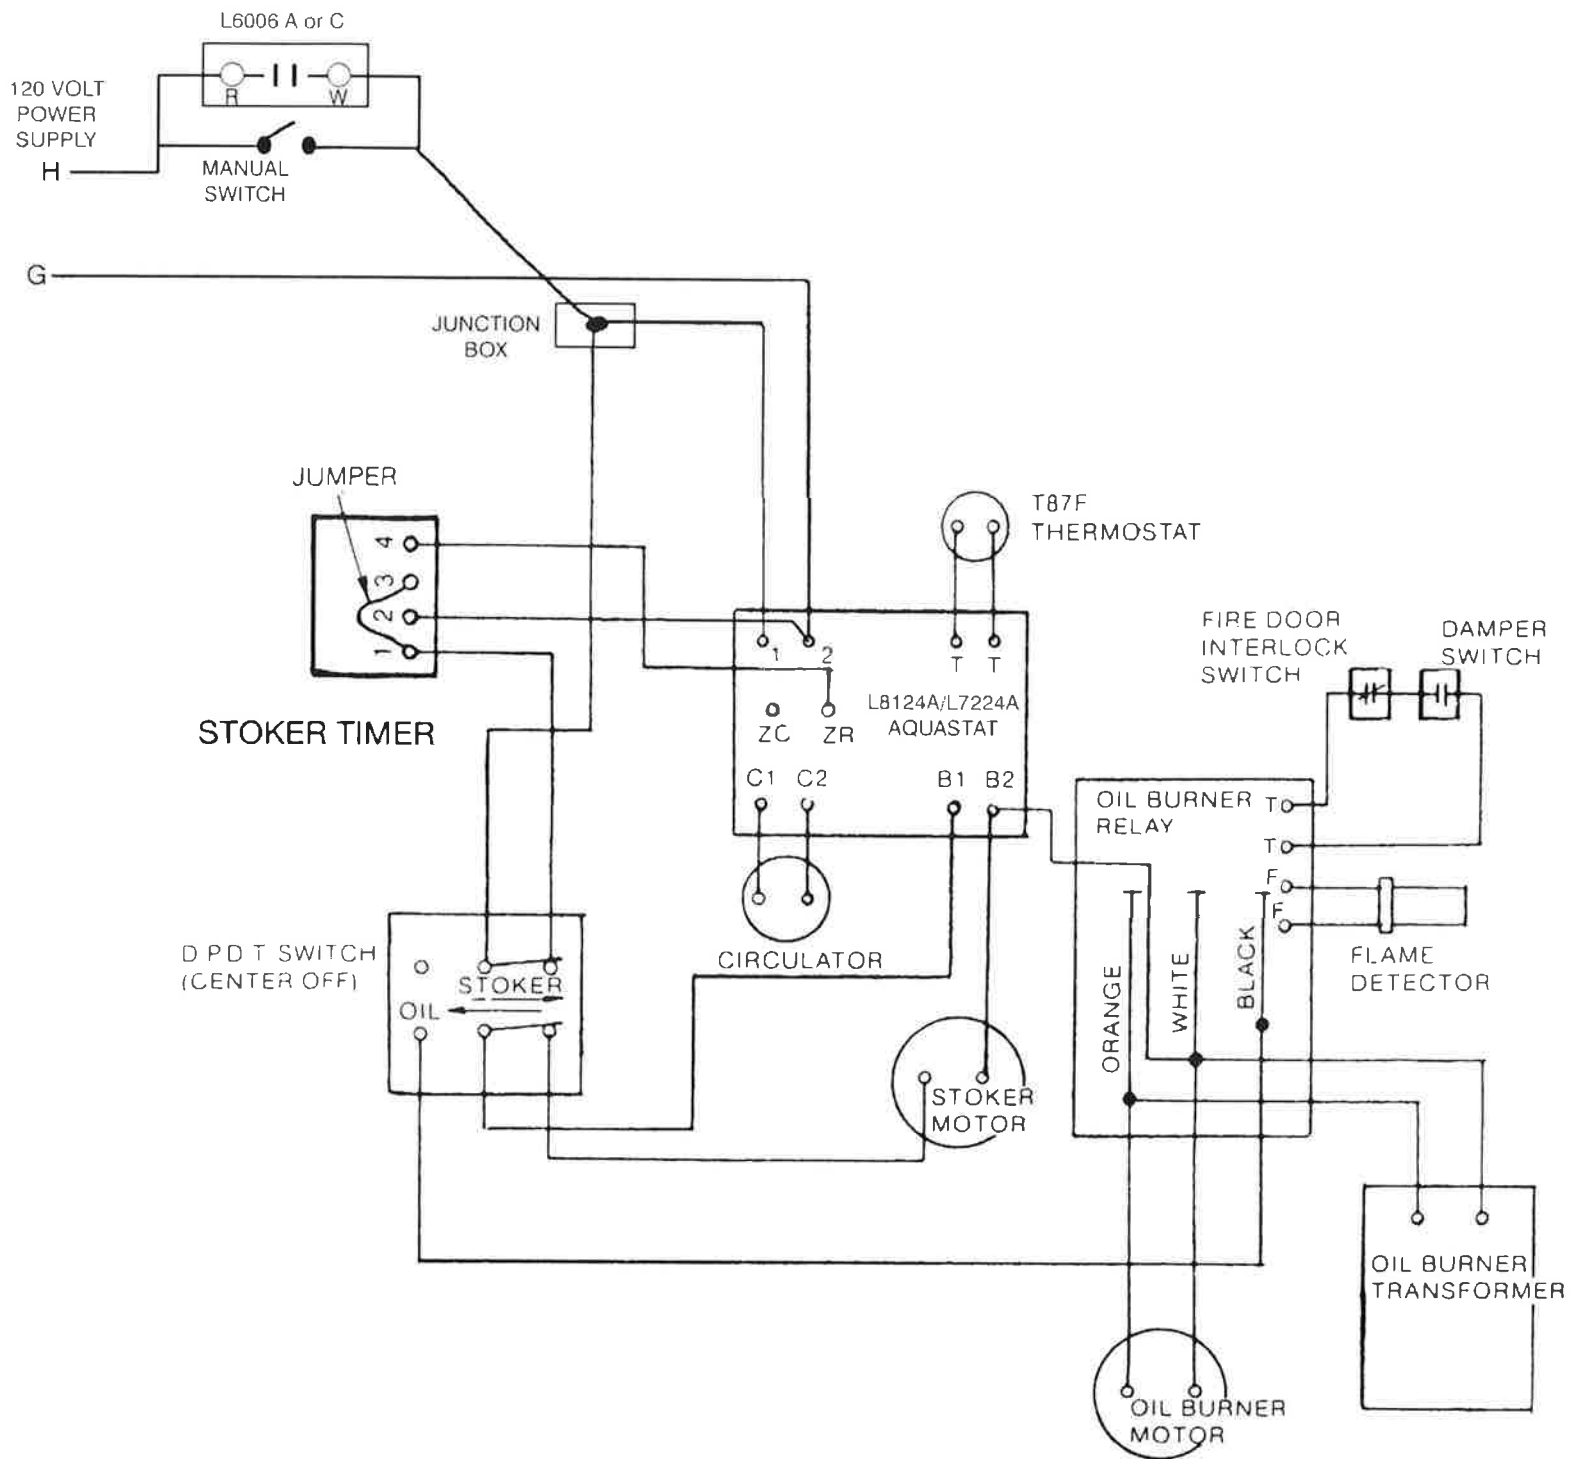 L6006 A or C
120 VOLT
POWER
SUPPLY
R
W
H
MANUAL
SWITCH
G
JUNCTION
BOX
JUMPER
4
3
2
1
STOKER TIMER
T87F
THERMOSTAT
1
2
T
T
L8124A/L7224A
AQUASTAT
ZC
ZR
C1
C2
B1
B2
FIRE DOOR
INTERLOCK
SWITCH
DAMPER
SWITCH
OIL BURNER
RELAY
T
T
F
F
FLAME
DETECTOR
ORANGE
WHITE
BLACK
CIRCULATOR
D P D T SWITCH
(CENTER OFF)
STOKER
OIL
STOKER
MOTOR
OIL BURNER
TRANSFORMER
OIL BURNER
MOTOR